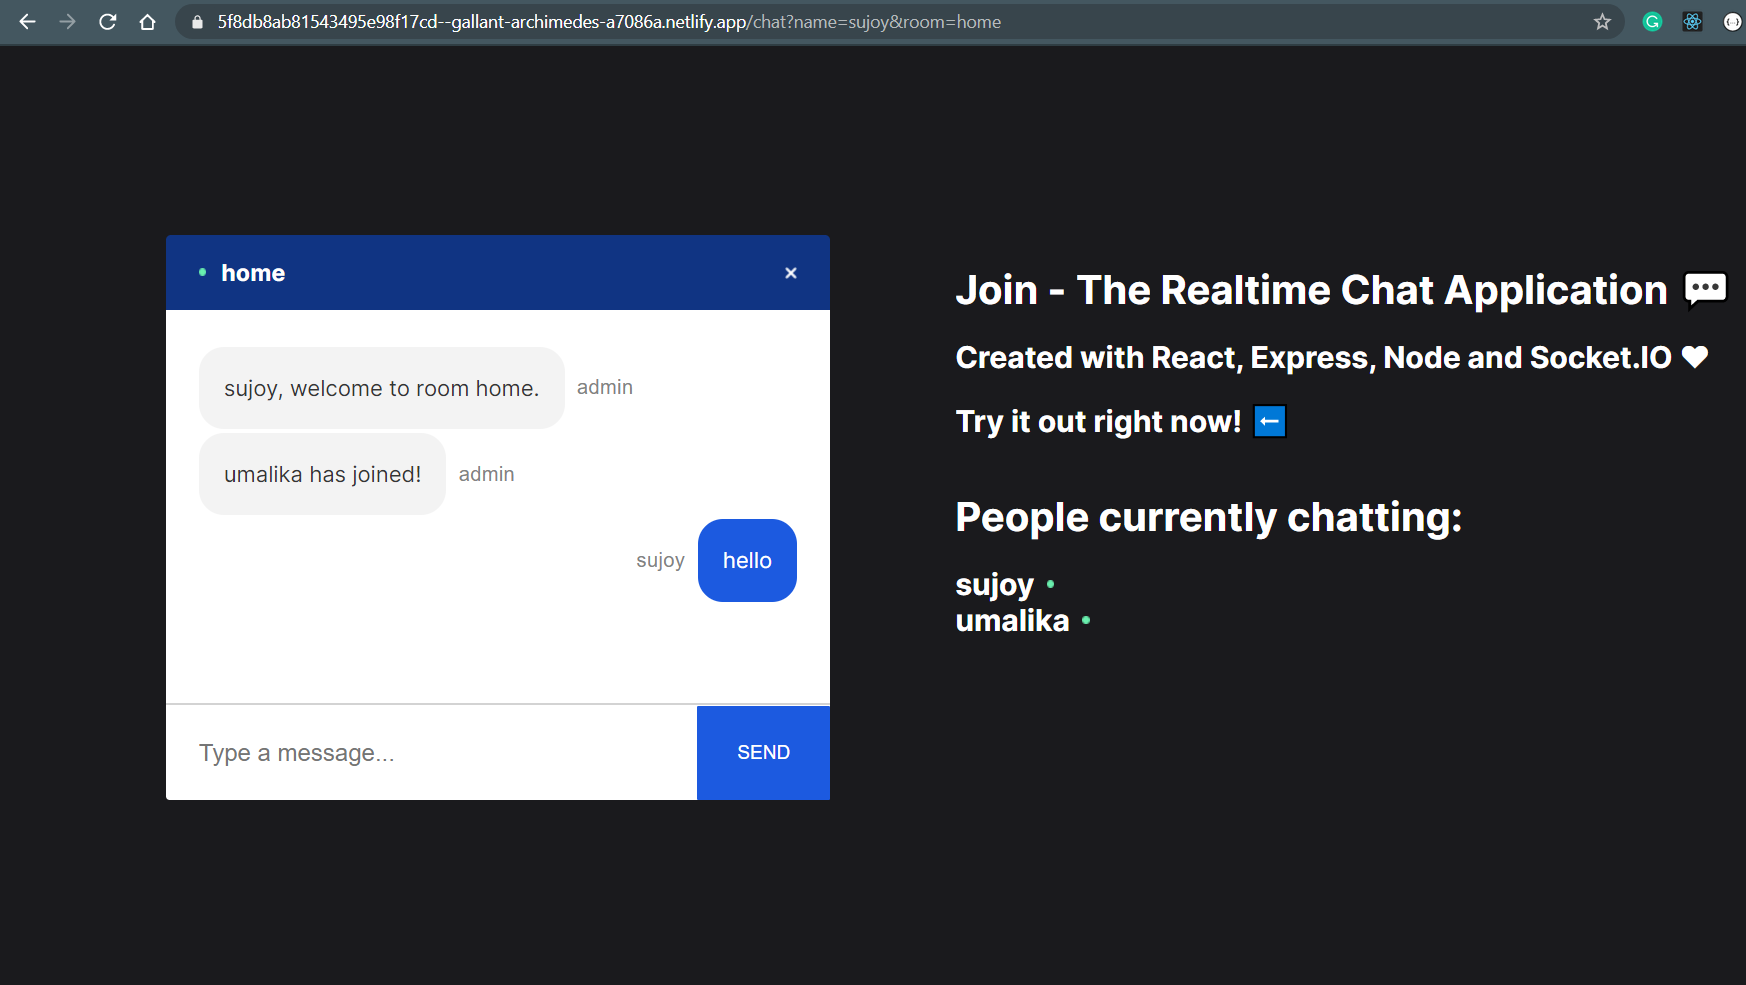 5f8db8ab81543495e98f17cd--gallant-archimedes-a7086a.netlify.app/chat?name=sujoy&room=home
home
sujoy, welcome to room home. admin
umalika has joined! admin
sujoy hello
Type a message...
SEND
Join - The Realtime Chat Application
Created with React, Express, Node and Socket.IO ❤
Try it out right now! ⬅
People currently chatting:
sujoy
umalika